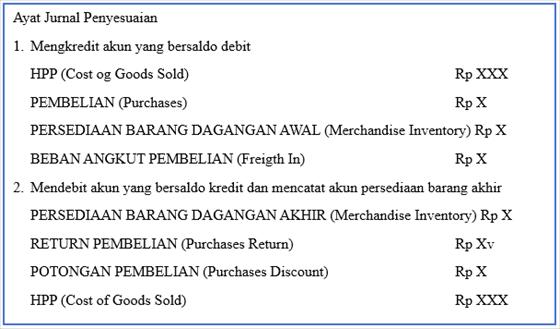 Ayat Jurnal Penyesuaian
1. Mengkredit akun yang bersaldo debit
HPP (Cost og Goods Sold) Rp XXX
PEMBELIAN (Purchases) Rp X
PERSEDIAAN BARANG DAGANGAN AWAL (Merchandise Inventory) Rp X
BEBAN ANGKUT PEMBELIAN (Freigth In) Rp X
2. Mendebit akun yang bersaldo kredit dan mencatat akun persediaan barang akhir
PERSEDIAAN BARANG DAGANGAN AKHIR (Merchandise Inventory) Rp X
RETURN PEMBELIAN (Purchases Return) Rp Xv
POTONGAN PEMBELIAN (Purchases Discount) Rp X
HPP (Cost of Goods Sold) Rp XXX